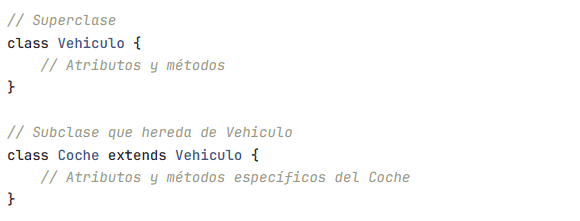 // Superclase
class Vehiculo {
    // Atributos y métodos
}

// Subclase que hereda de Vehiculo
class Coche extends Vehiculo {
    // Atributos y métodos específicos del Coche
}